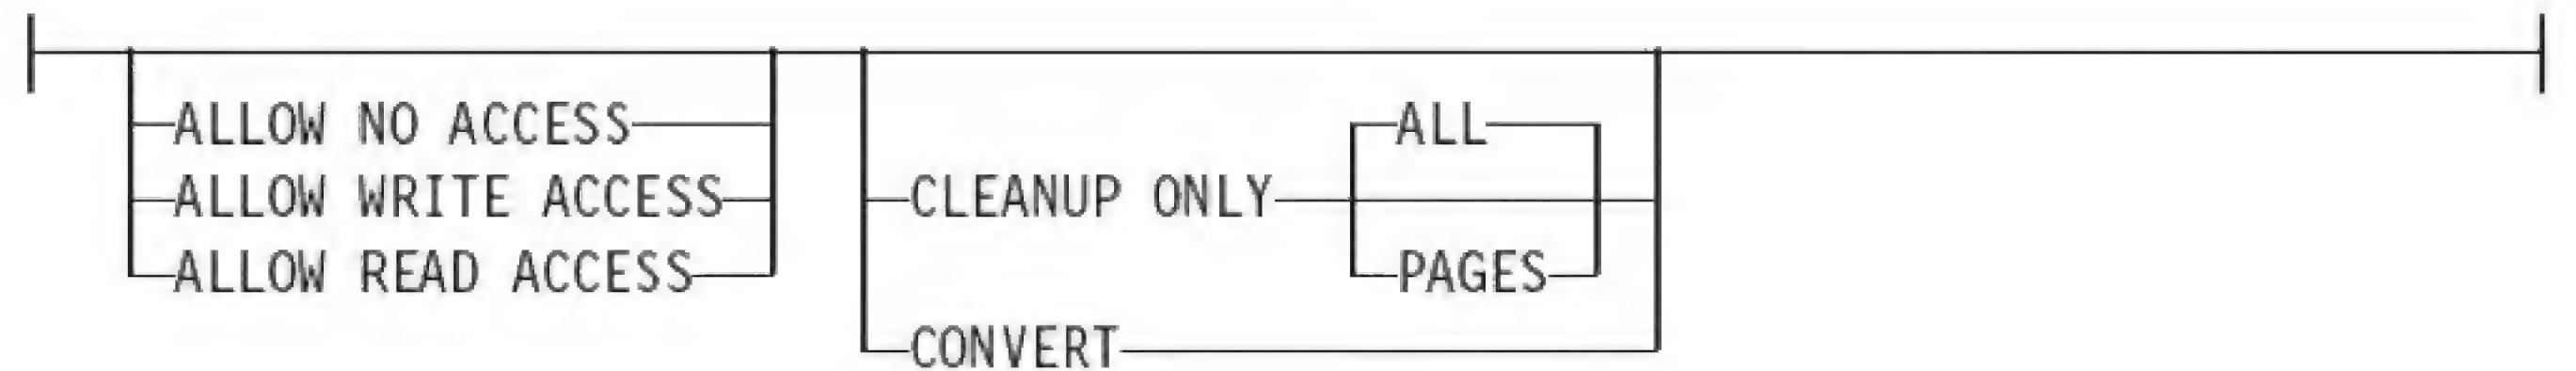 ALLOW NO ACCESS
ALL
ALLOW WRITE ACCESS
CLEANUP ONLY
ALLOW READ ACCESS
PAGES
CONVERT